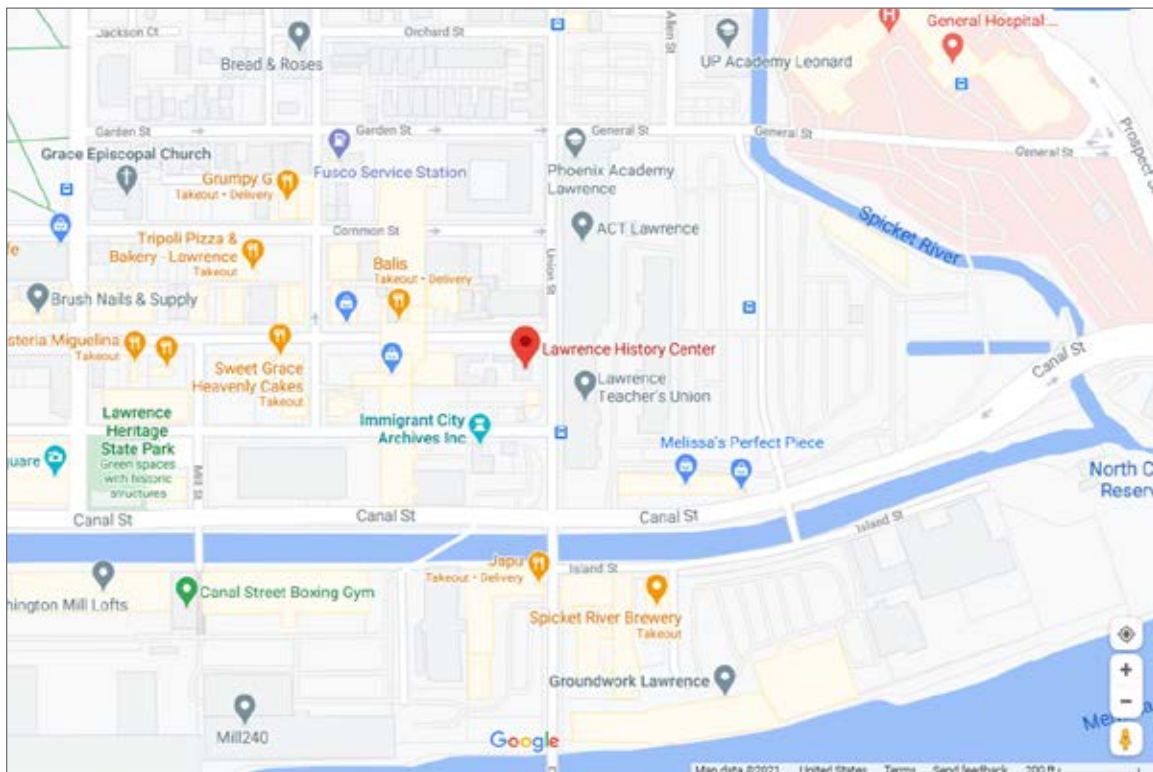 Jackson Ct
Orchard St
Allen St
General Hospital...
Bread & Roses
UP Academy Leonard
Garden St
Garden St
General St
General St
General St
Prospect
Grace Episcopal Church
Fusco Service Station
Phoenix Academy
Lawrence
Grumpy G
Takeout • Delivery
Spicket River
Common St
ACT Lawrence
Tripoli Pizza &
Bakery - Lawrence
Takeout
Union St
Balis
Takeout • Delivery
Brush Nails & Supply
steria Miguelina
Takeout
Lawrence History Center
Canal St
Sweet Grace
Heavenly Cakes
Takeout
Lawrence
Teacher's Union
Lawrence
Heritage
State Park
Green spaces
with historic
structures
Immigrant City
Archives Inc
Melissa's Perfect Piece
quare
Mill St
North C
Reserv
Canal St
Canal St
Canal St
Island St
Japu
Takeout • Delivery
Island St
Canal Street Boxing Gym
nington Mill Lofts
Spicket River Brewery
Takeout
Groundwork Lawrence
Mill240
Google
Map data ©2021 United States Terms Send feedback 200 ft